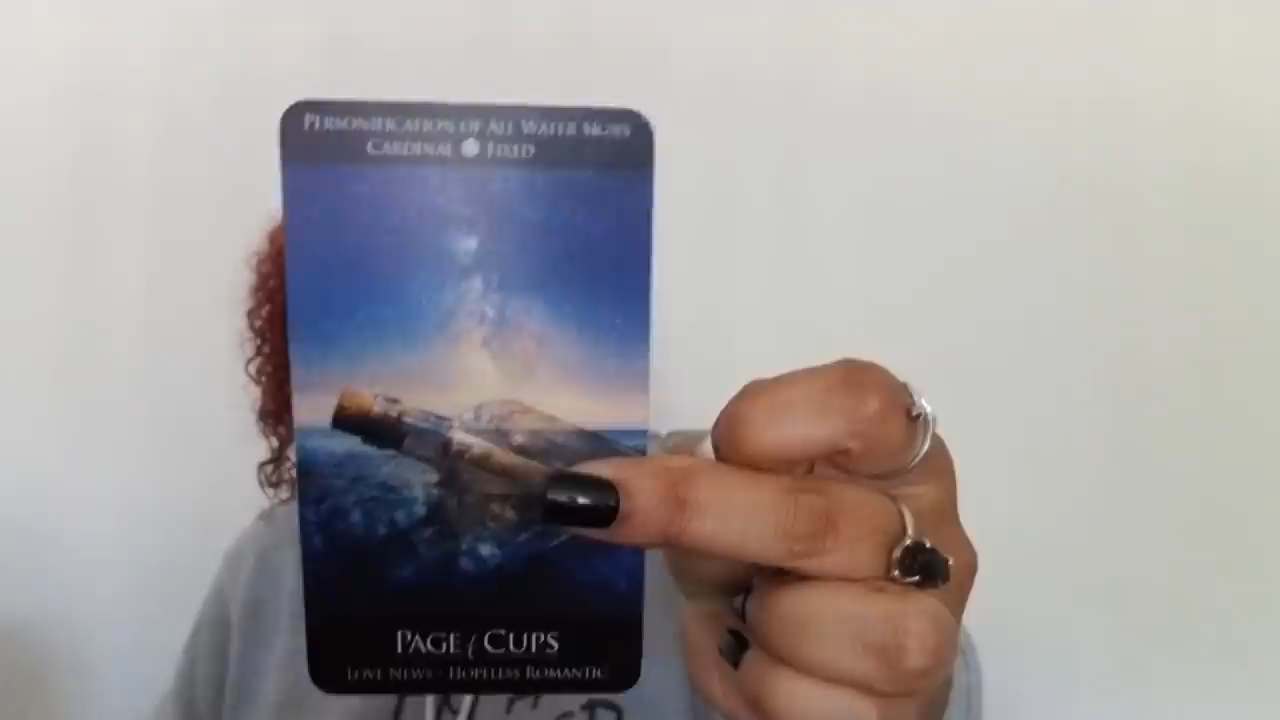 PERSONIFICATION OF ALL WATER SIGNS
CARDINAL FIXED
PAGE of CUPS
LOVE NEWS - HOPELESS ROMANTIC